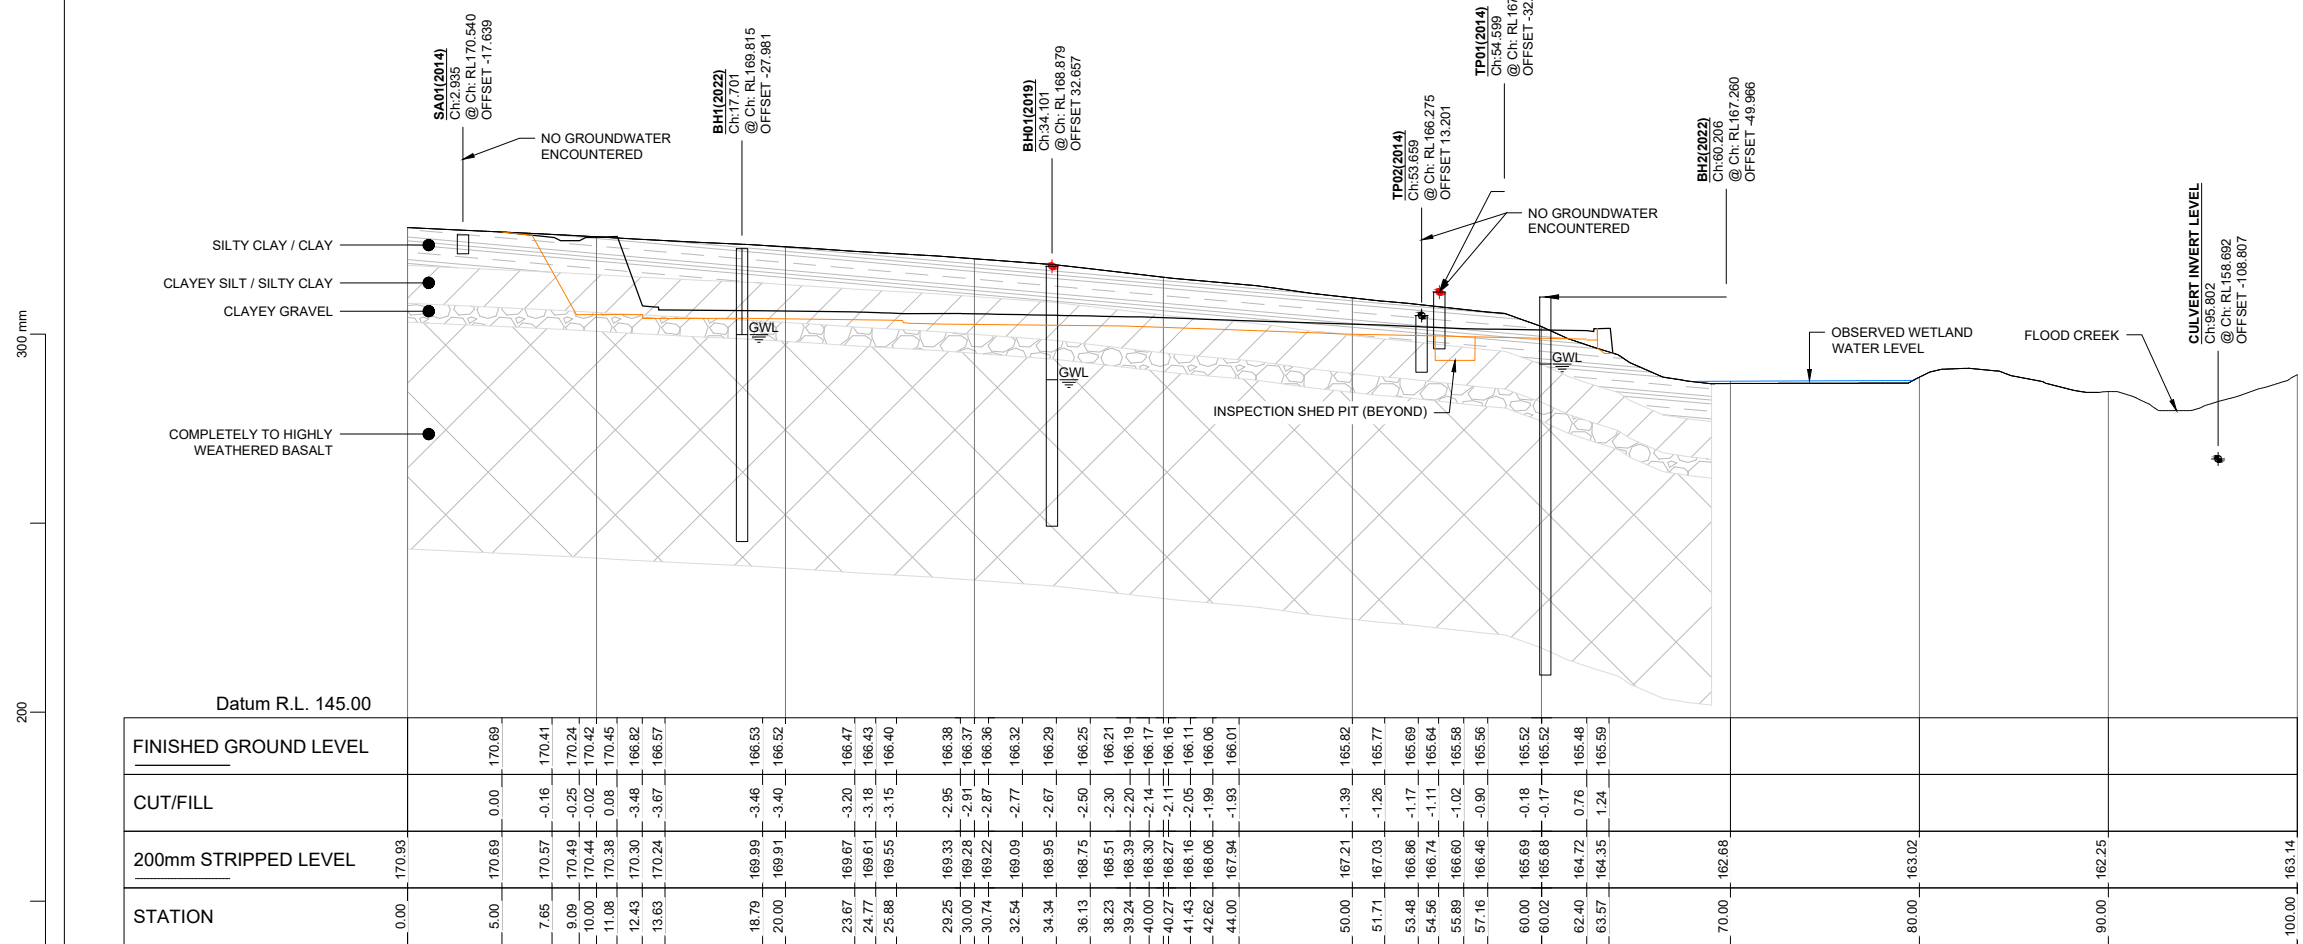 SA01(2014)
Ch:2.935
@ Ch: RL170.540
OFFSET -17.639
BH1(2022)
Ch:17.701
@ Ch: RL169.815
OFFSET -27.981
BH01(2019)
Ch:34.101
@ Ch: RL168.879
OFFSET 32.657
TP02(2014)
Ch:53.659
@ Ch: RL166.275
OFFSET 13.201
TP01(2014)
Ch:54.599
@ Ch: RL167
OFFSET -32.
BH2(2022)
Ch:60.206
@ Ch: RL167.260
OFFSET -49.966
CULVERT INVERT LEVEL
Ch:95.802
@ Ch: RL158.692
OFFSET -108.807
NO GROUNDWATER
ENCOUNTERED
NO GROUNDWATER
ENCOUNTERED
SILTY CLAY / CLAY
CLAYEY SILT / SILTY CLAY
CLAYEY GRAVEL
COMPLETELY TO HIGHLY
WEATHERED BASALT
GWL
GWL
GWL
INSPECTION SHED PIT (BEYOND)
OBSERVED WETLAND
WATER LEVEL
FLOOD CREEK
300 mm
200
Datum R.L. 145.00
FINISHED GROUND LEVEL 170.69 170.41 170.24 170.42 170.45 166.82 166.57 166.53 166.52 166.47 166.43 166.40 166.38 166.37 166.36 166.32 166.29 166.25 166.21 166.19 166.17 166.16 166.11 166.06 166.01 165.82 165.77 165.69 165.64 165.58 165.56 165.52 165.52 165.48 165.59
CUT/FILL 0.00 -0.16 -0.25 -0.02 0.08 -3.48 -3.67 -3.46 -3.40 -3.20 -3.18 -3.15 -2.95 -2.91 -2.87 -2.77 -2.67 -2.50 -2.30 -2.20 -2.14 -2.11 -2.05 -1.99 -1.93 -1.39 -1.26 -1.17 -1.11 -1.02 -0.90 -0.18 -0.17 0.76 1.24
200mm STRIPPED LEVEL 170.93 170.69 170.57 170.49 170.44 170.38 170.30 170.24 169.99 169.91 169.67 169.61 169.55 169.33 169.28 169.22 169.09 168.95 168.75 168.51 168.39 168.30 168.27 168.16 168.06 167.94 167.21 167.03 166.86 166.74 166.60 166.46 165.69 165.68 164.72 164.35 162.68 163.02 162.25 163.14
STATION 0.00 5.00 7.65 9.09 10.00 11.08 12.43 13.63 18.79 20.00 23.67 24.77 25.88 29.25 30.00 30.74 32.54 34.34 36.13 38.23 39.24 40.00 40.27 41.43 42.62 44.00 50.00 51.71 53.48 54.56 55.89 57.16 60.00 60.02 62.40 63.57 70.00 80.00 90.00 100.00